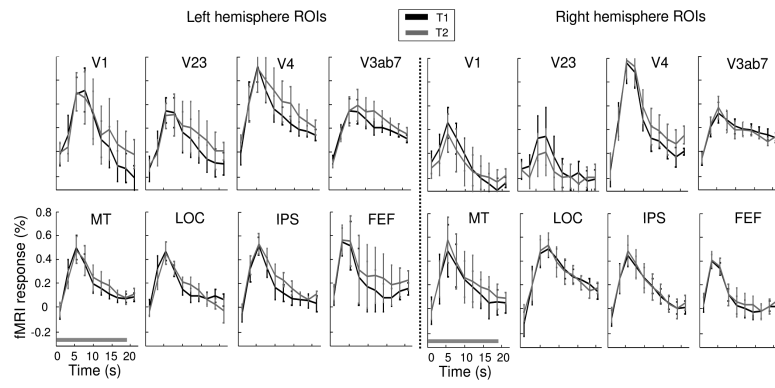 Left hemisphere ROIs
T1
T2
Right hemisphere ROIs
V1 V23 V4 V3ab7 V1 V23 V4 V3ab7
MT LOC IPS FEF MT LOC IPS FEF
fMRI response (%)
0.8
0.6
0.4
0.2
0
-0.2
0 5 10 15 20 0 5 10 15 20
Time (s) Time (s)